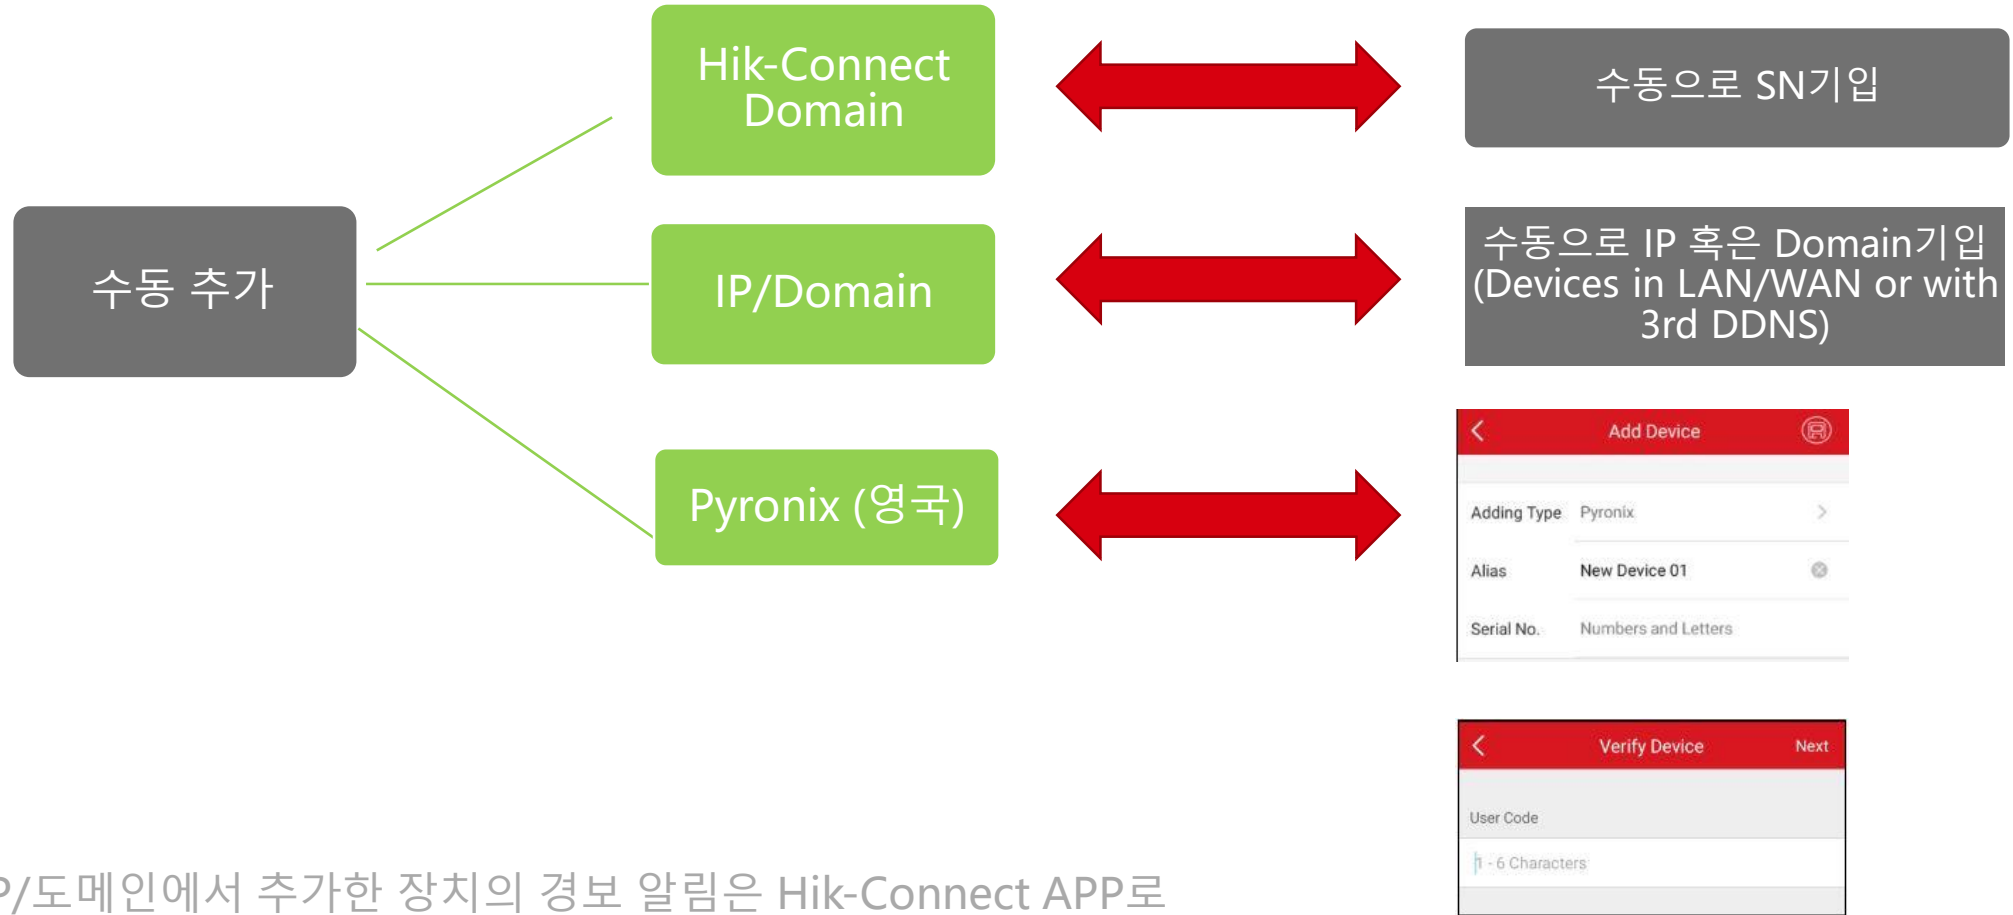 수동 추가
Hik-Connect
Domain
수동으로 SN기입
IP/Domain
수동으로 IP 혹은 Domain기입
(Devices in LAN/WAN or with
3rd DDNS)
Pyronix (영국)
Add Device
Adding Type Pyronix
Alias New Device 01
Serial No. Numbers and Letters
Verify Device Next
User Code
1 - 6 Characters
P/도메인에서 추가한 장치의 경보 알림은 Hik-Connect APP로